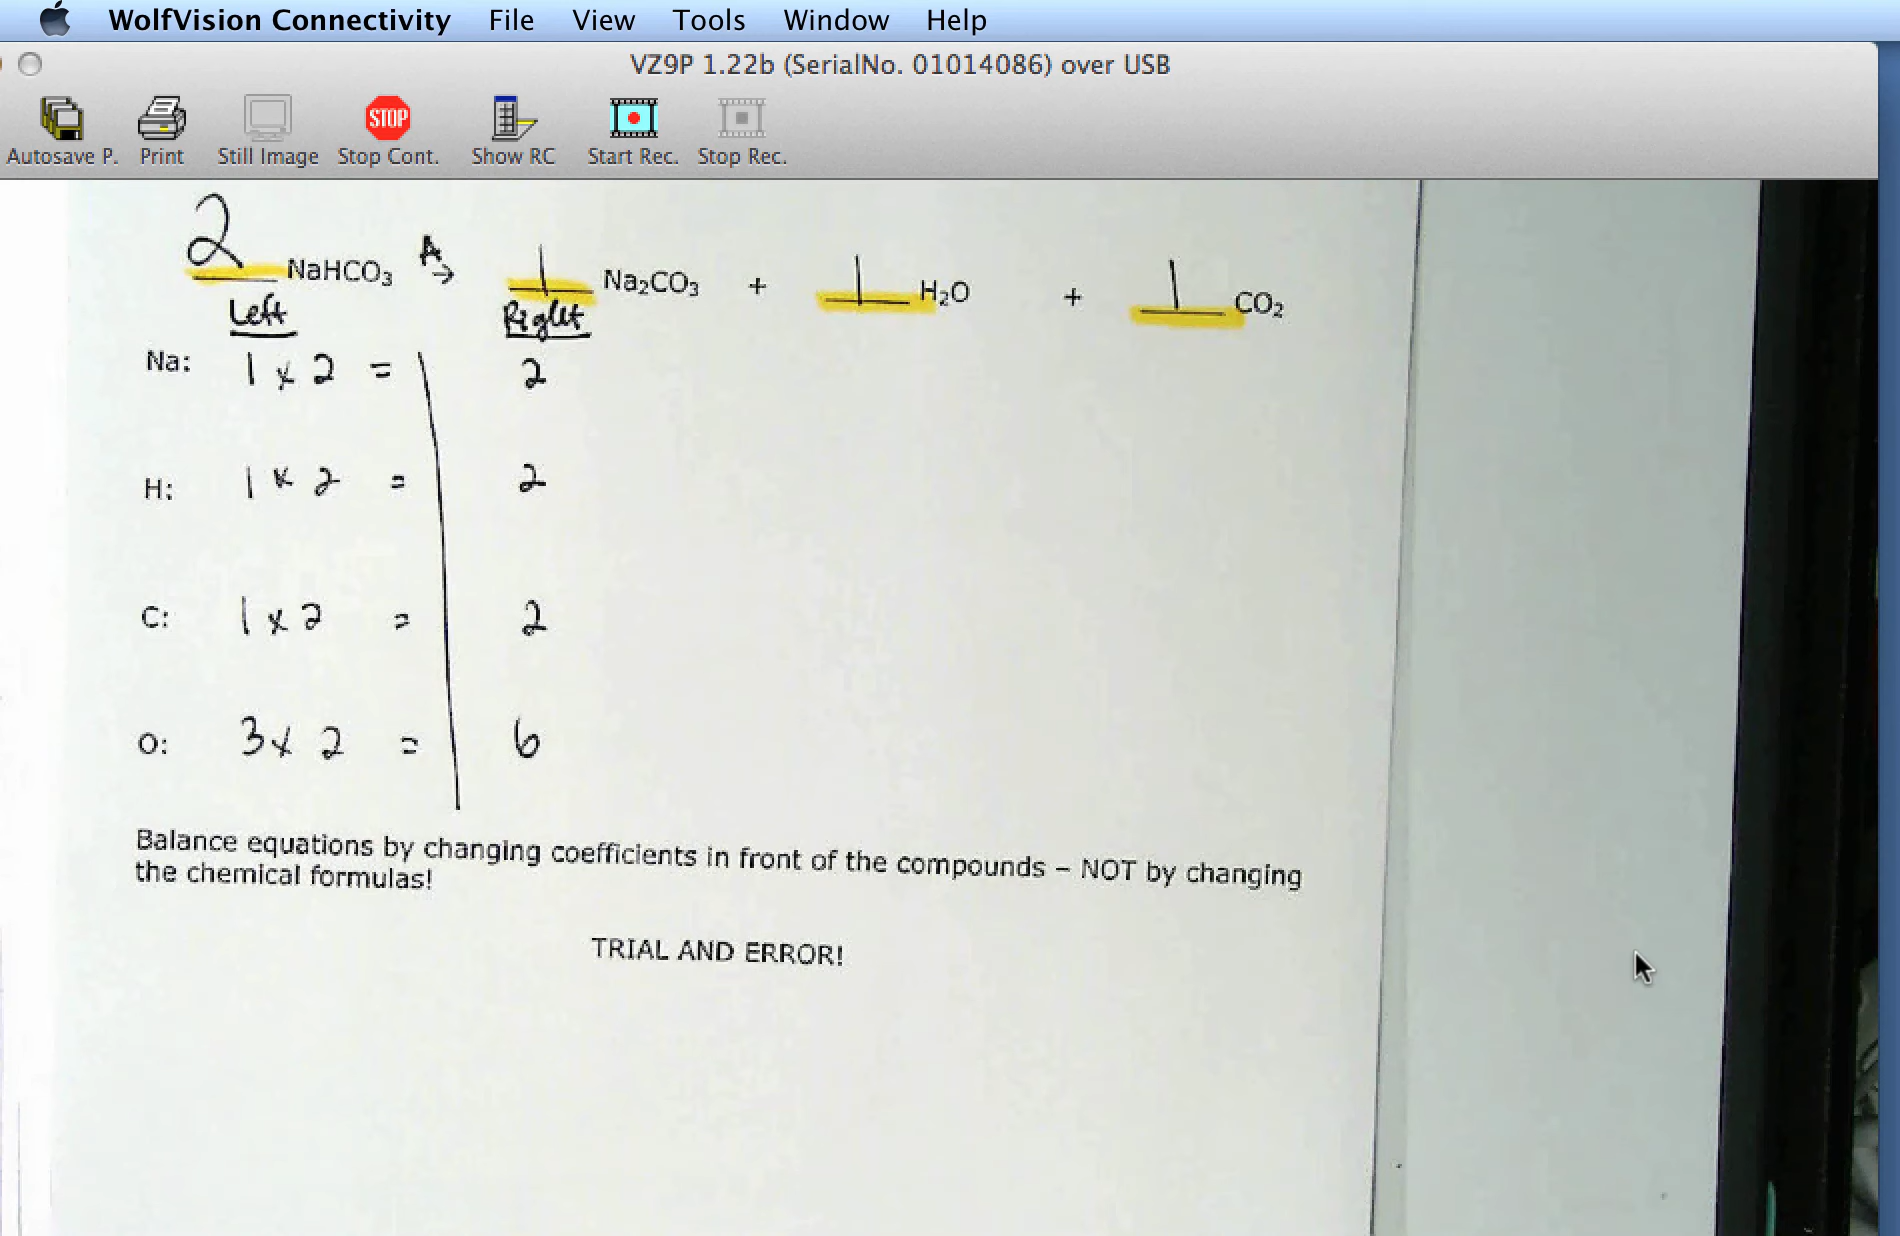 WolfVision Connectivity File View Tools Window Help
VZ9P 1.22b (SerialNo. 01014086) over USB
STOP
Autosave P. Print Still Image Stop Cont. Show RC Start Rec. Stop Rec.
2 NaHCO₃ → 1 Na₂CO₃ + 1 H₂O + 1 CO₂
Left Right
Na: 1 x 2 = 2
H: 1 x 2 = 2
C: 1 x 2 = 2
O: 3 x 2 = 6
Balance equations by changing coefficients in front of the compounds – NOT by changing
the chemical formulas!
TRIAL AND ERROR!